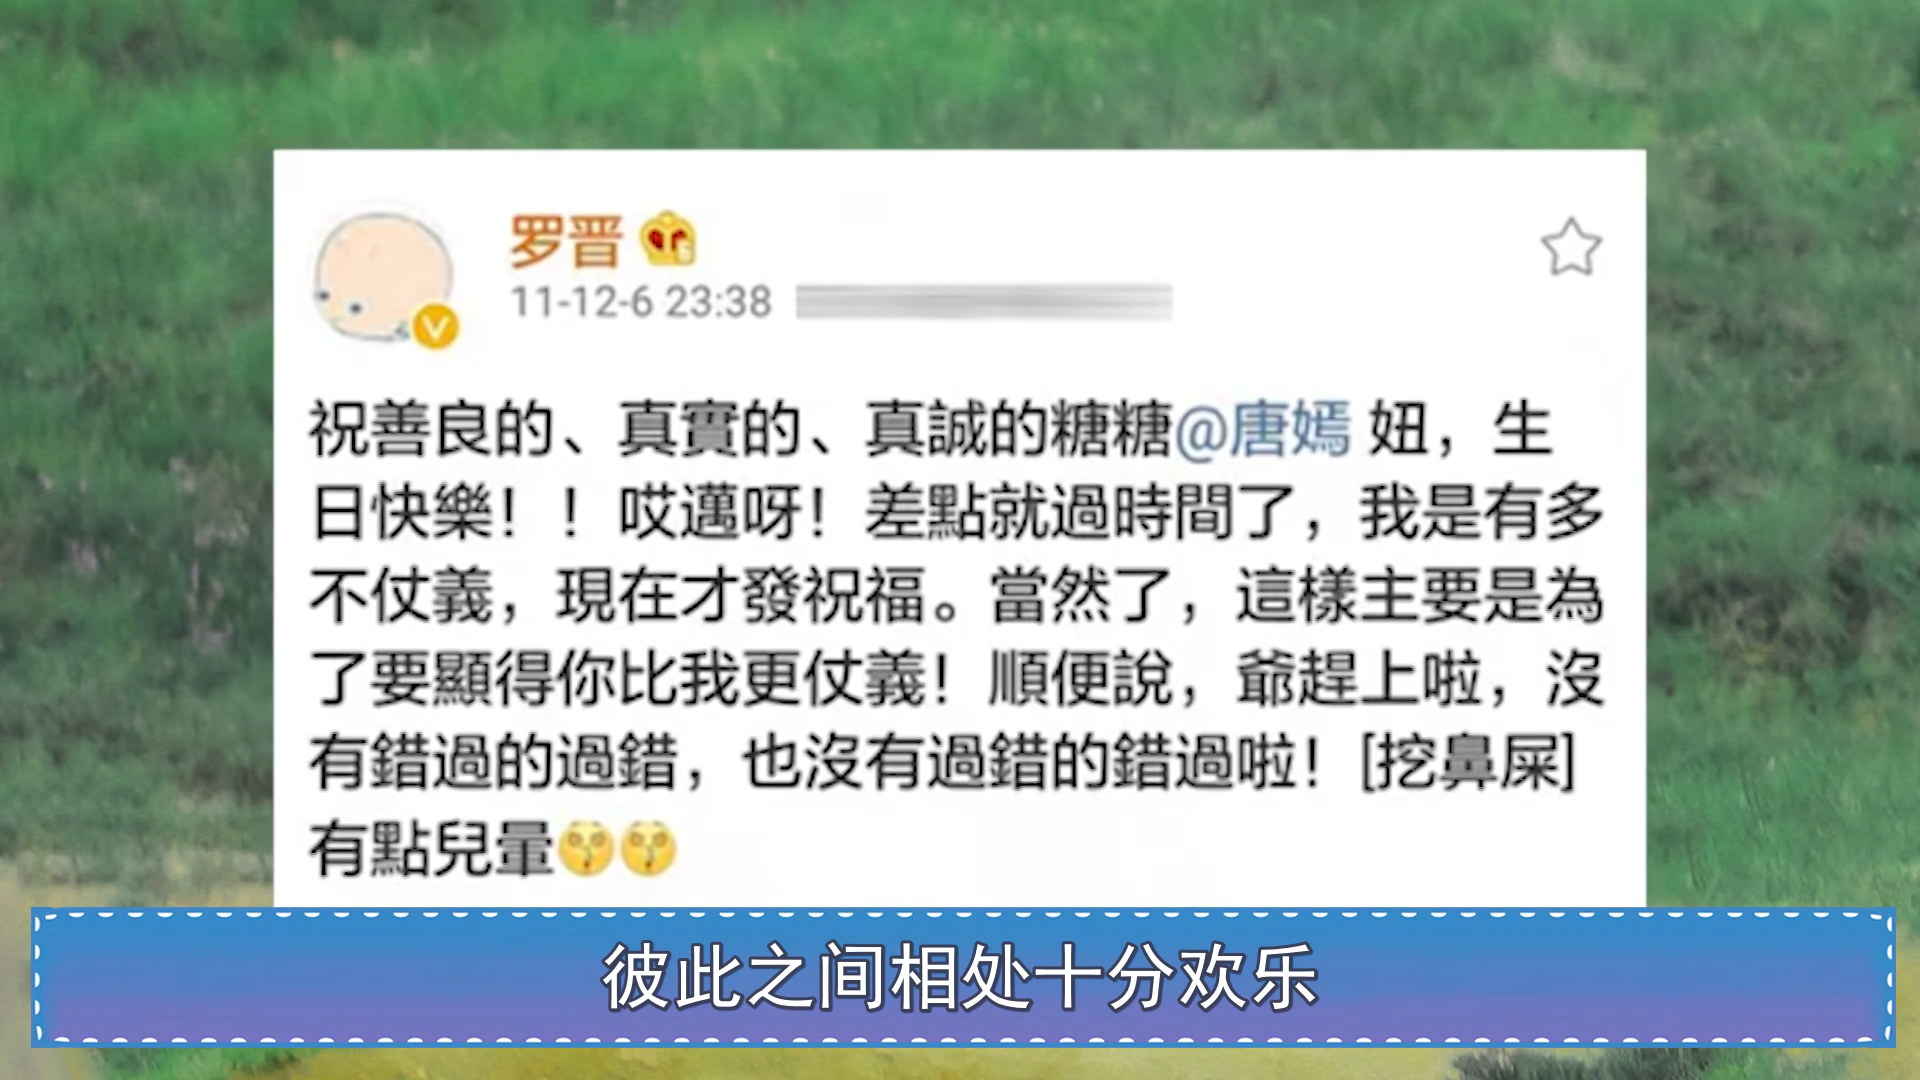 罗晋
11-12-6 23:38
祝善良的、真實的、真誠的糖糖@唐嫣 妞，生
日快樂！！哎邁呀！差點就過時間了，我是有多
不仗義，現在才發祝福。當然了，這樣主要是為
了要顯得你比我更仗義！順便說，爺趕上啦，沒
有錯過的過錯，也沒有過錯的錯過啦！[挖鼻屎]
有點兒暈
彼此之间相处十分欢乐